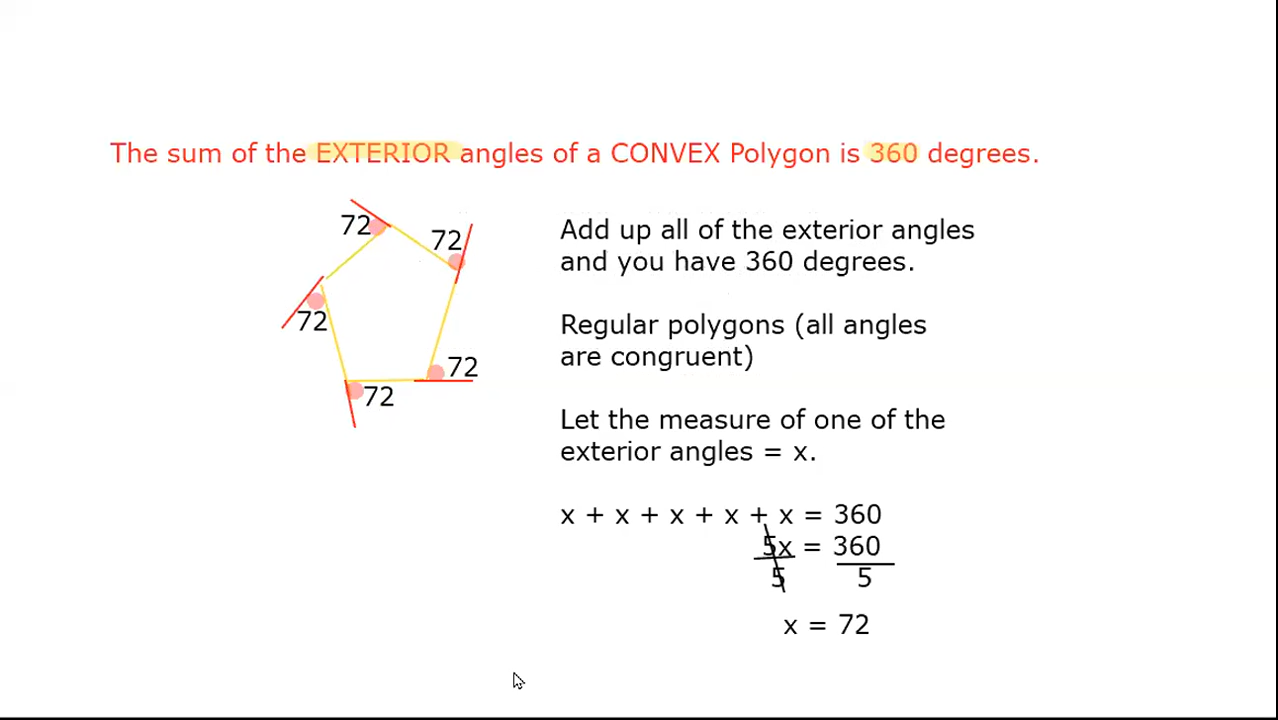 The sum of the EXTERIOR angles of a CONVEX Polygon is 360 degrees.
72
72
72
72
72
Add up all of the exterior angles
and you have 360 degrees.
Regular polygons (all angles
are congruent)
Let the measure of one of the
exterior angles = x.
x + x + x + x + x = 360
5x = 360
5 5
x = 72